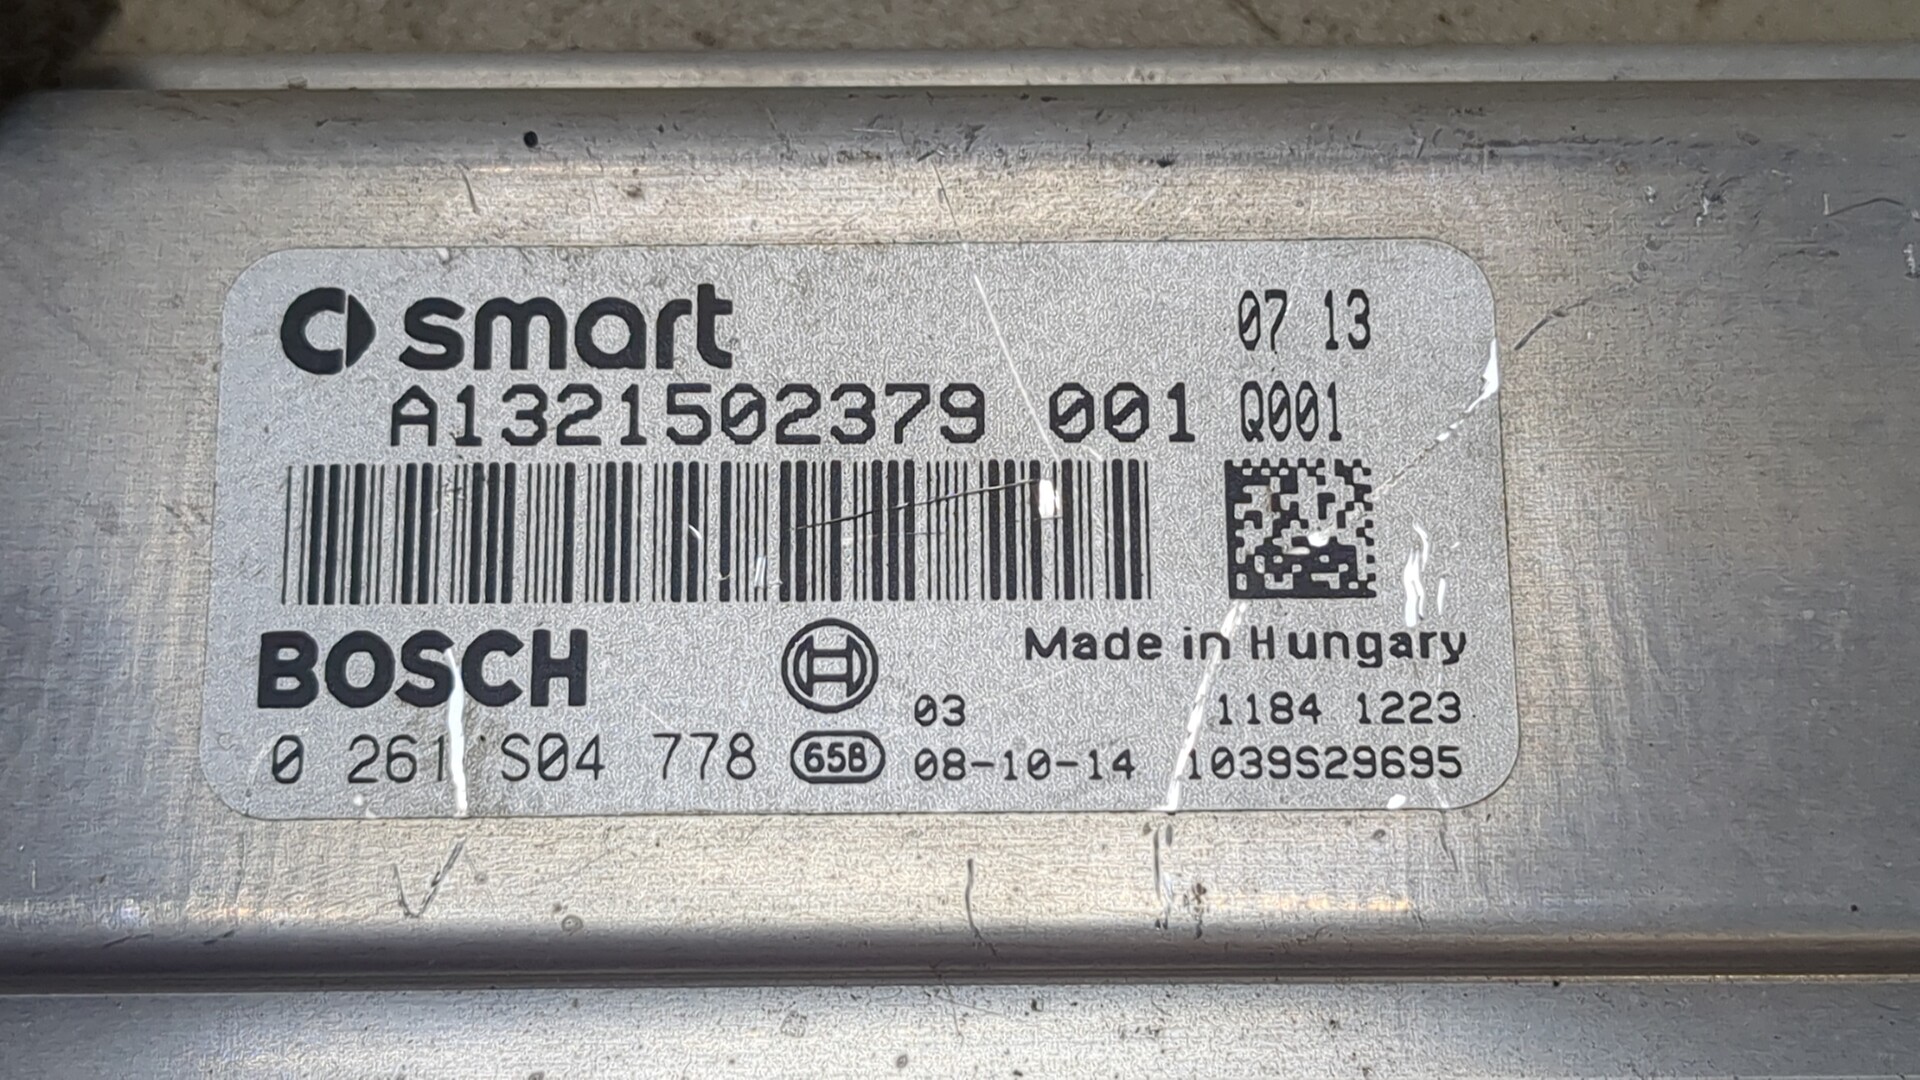 smart 07 13
A1321502379 001 Q001
BOSCH Made in Hungary
03 1184 1223
0 261 S04 778 65B 08-10-14 1039S29695